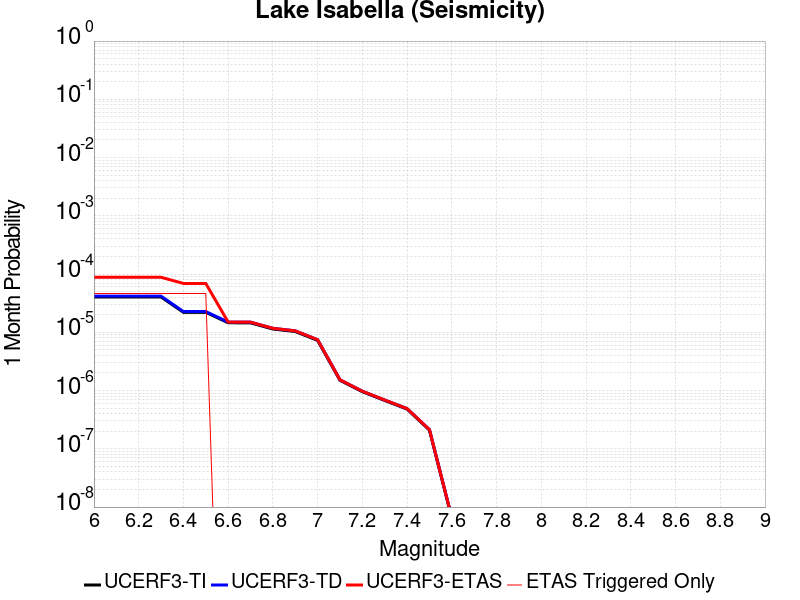 Lake Isabella (Seismicity)
10^0
10^-1
10^-2
10^-3
10^-4
10^-5
10^-6
10^-7
10^-8
1 Month Probability
6 6.2 6.4 6.6 6.8 7 7.2 7.4 7.6 7.8 8 8.2 8.4 8.6 8.8 9
Magnitude
UCERF3-TI UCERF3-TD UCERF3-ETAS ETAS Triggered Only